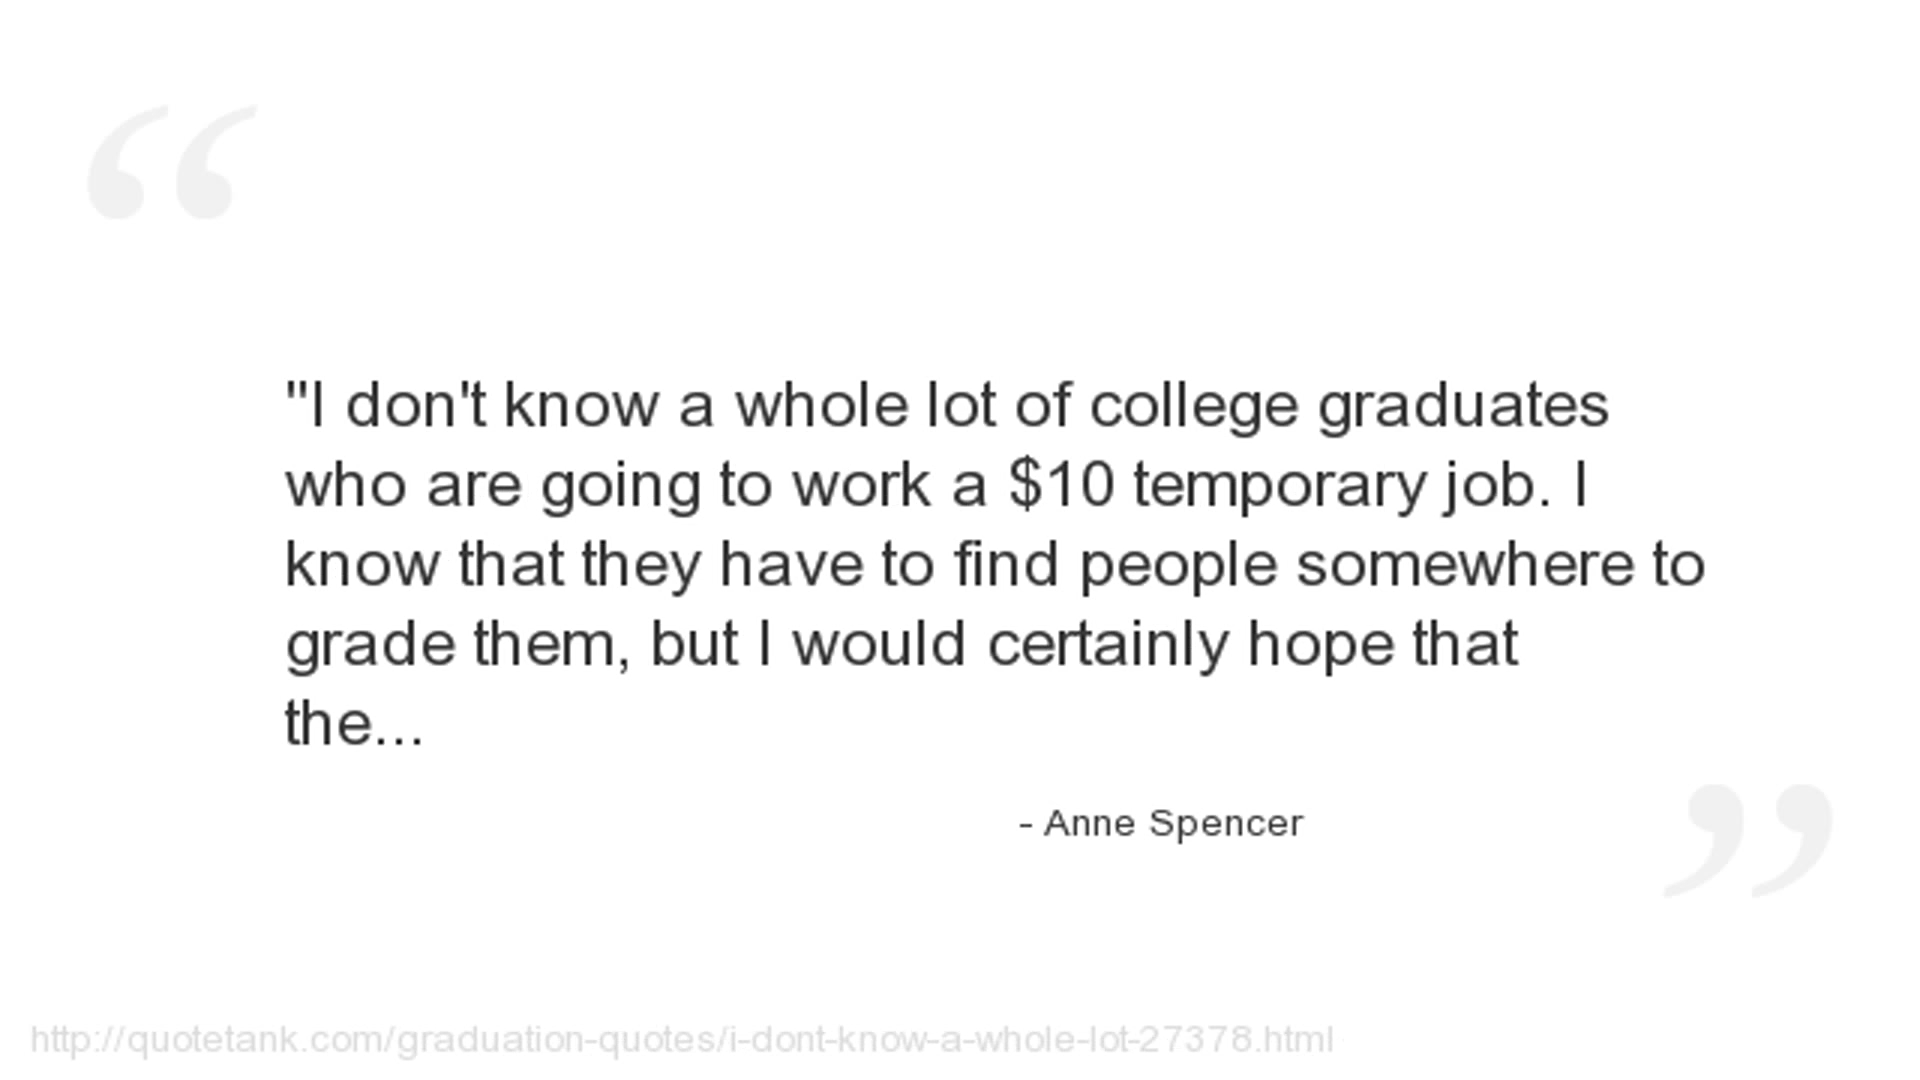 "I don't know a whole lot of college graduates
who are going to work a $10 temporary job. I
know that they have to find people somewhere to
grade them, but I would certainly hope that
the...
- Anne Spencer
http://quotetank.com/graduation-quotes/i-dont-know-a-whole-lot-27378.html